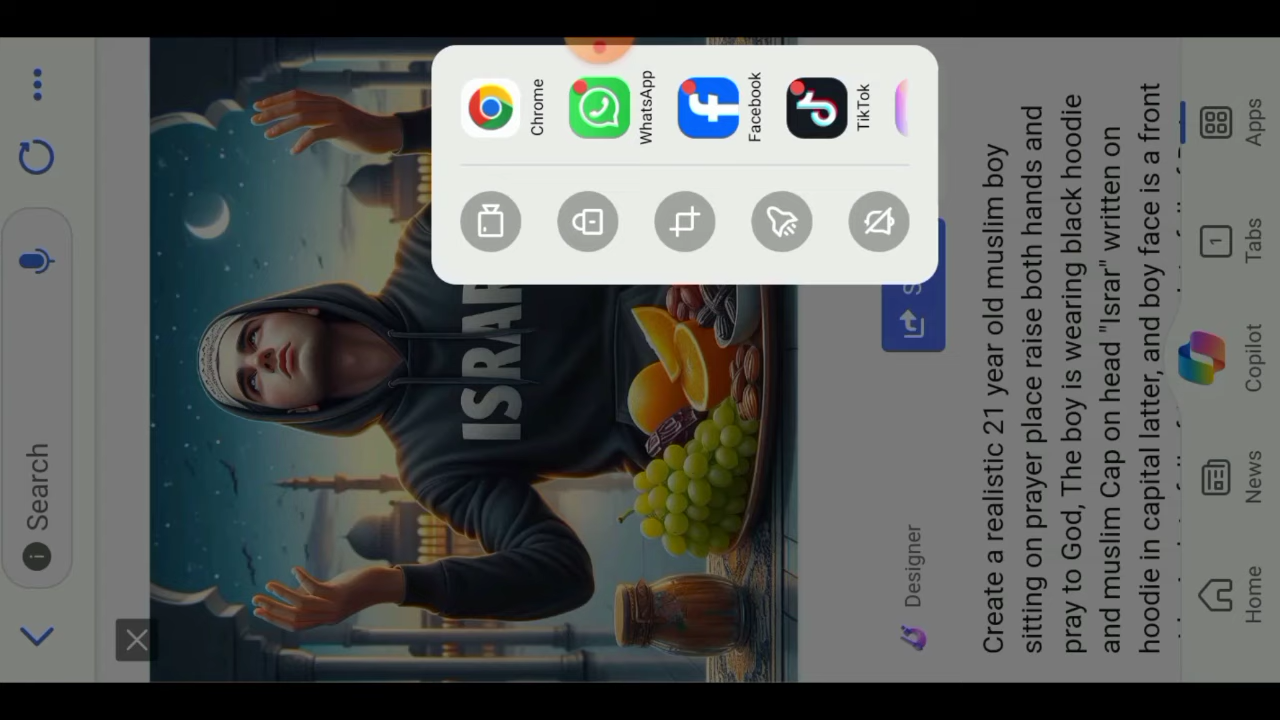 Search
ISRAR
Chrome
WhatsApp
Facebook
TikTok
Designer
Create a realistic 21 year old muslim boy
sitting on prayer place raise both hands and
pray to God, The boy is wearing black hoodie
and muslim Cap on head "Israr" written on
hoodie in capital latter, and boy face is a front
Home
News
Copilot
1
Tabs
Apps